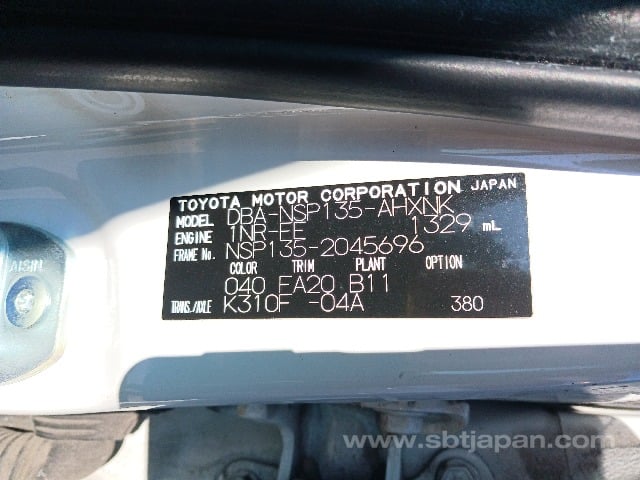 TOYOTA MOTOR CORPORATION JAPAN
MODEL DBA-NSP135-AHXNK
ENGINE 1NR-FE 1329 mL
FRAME No. NSP135-2045696
COLOR TRIM PLANT OPTION
040 FA20 B11
TRANS./AXLE K310F -04A 380
AISIN
www.sbtjapan.com